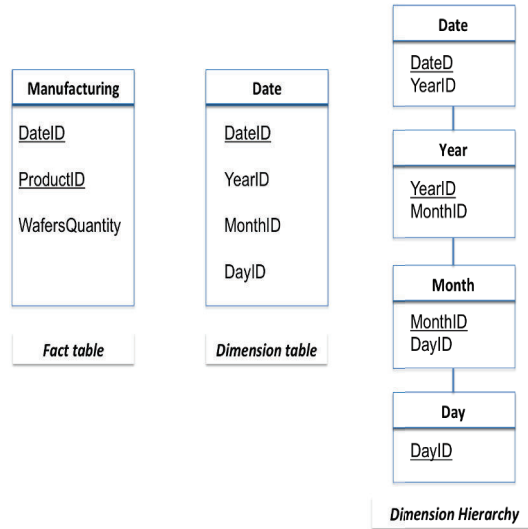 Manufacturing
DateID
ProductID
WafersQuantity
Fact table
Date
DateID
YearID
MonthID
DayID
Dimension table
Date
DateD
YearID
Year
YearID
MonthID
Month
MonthID
DayID
Day
DayID
Dimension Hierarchy